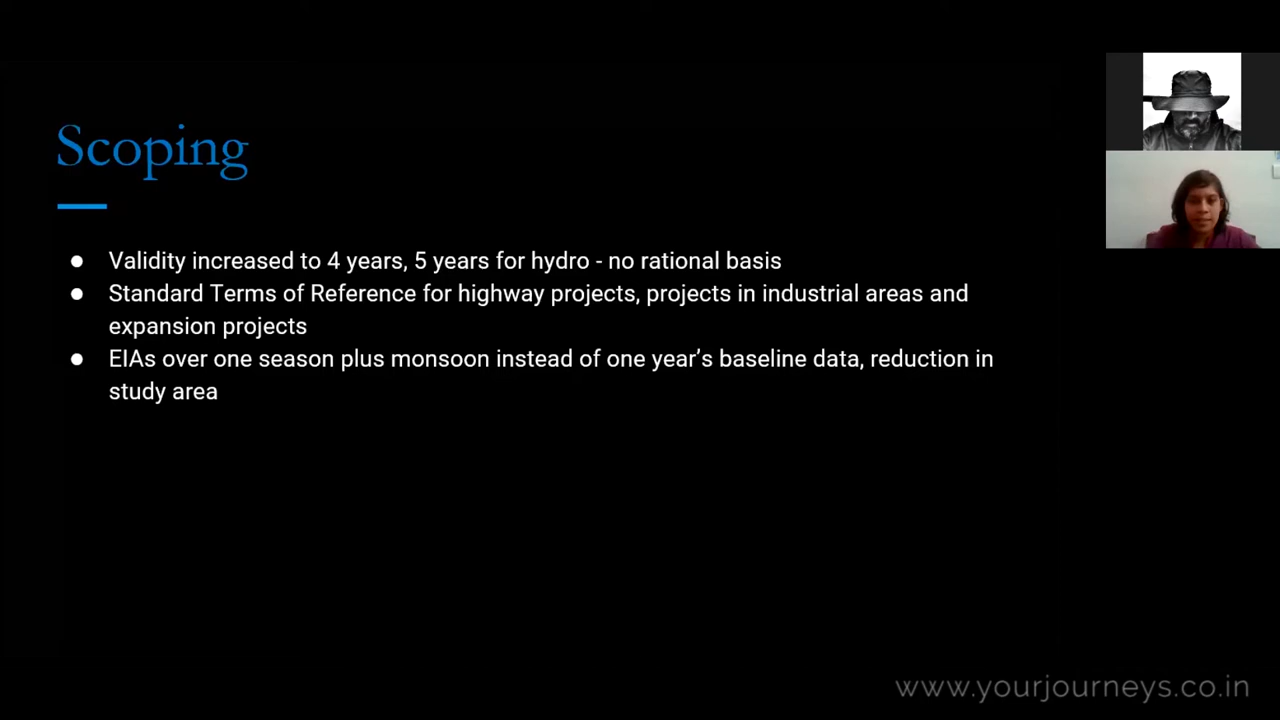 Scoping
● Validity increased to 4 years, 5 years for hydro - no rational basis
● Standard Terms of Reference for highway projects, projects in industrial areas and
expansion projects
● EIAs over one season plus monsoon instead of one year’s baseline data, reduction in
study area
www.yourjourneys.co.in